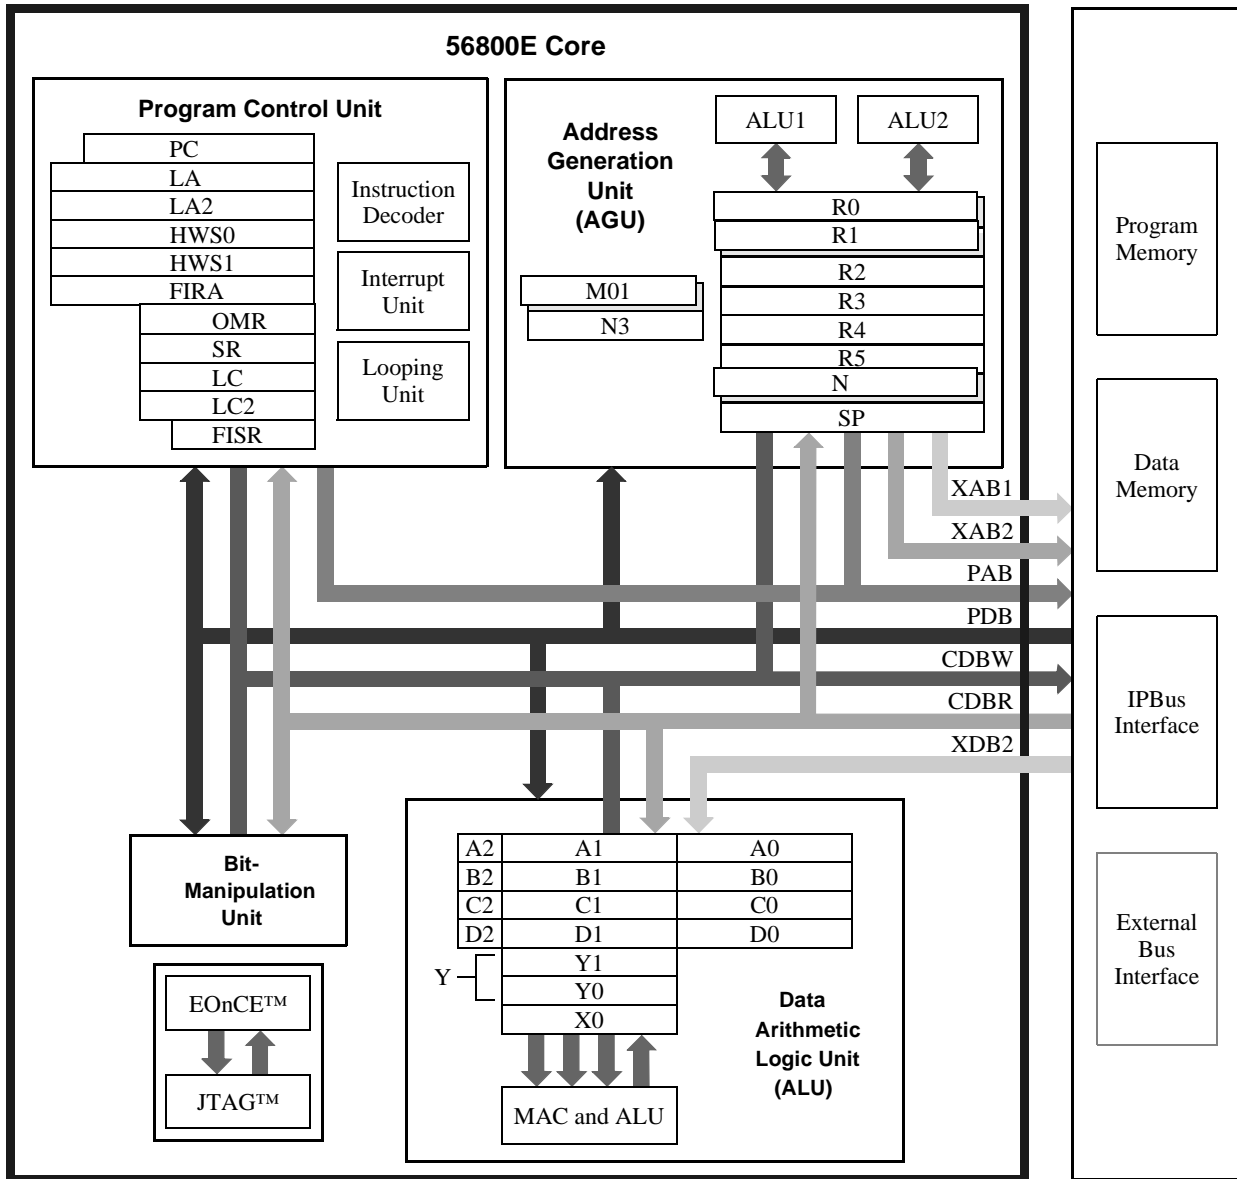 56800E Core
Program Control Unit
PC
LA
LA2
HWS0
HWS1
FIRA
OMR
SR
LC
LC2
FISR
Instruction
Decoder
Interrupt
Unit
Looping
Unit
Address
Generation
Unit
(AGU)
ALU1
ALU2
R0
R1
R2
R3
R4
R5
N
SP
M01
N3
XAB1
XAB2
PAB
PDB
CDBW
CDBR
XDB2
Program
Memory
Data
Memory
IPBus
Interface
External
Bus
Interface
Bit-
Manipulation
Unit
EOnCE™
JTAG™
A2 A1 A0
B2 B1 B0
C2 C1 C0
D2 D1 D0
Y
Y1
Y0
X0
MAC and ALU
Data
Arithmetic
Logic Unit
(ALU)